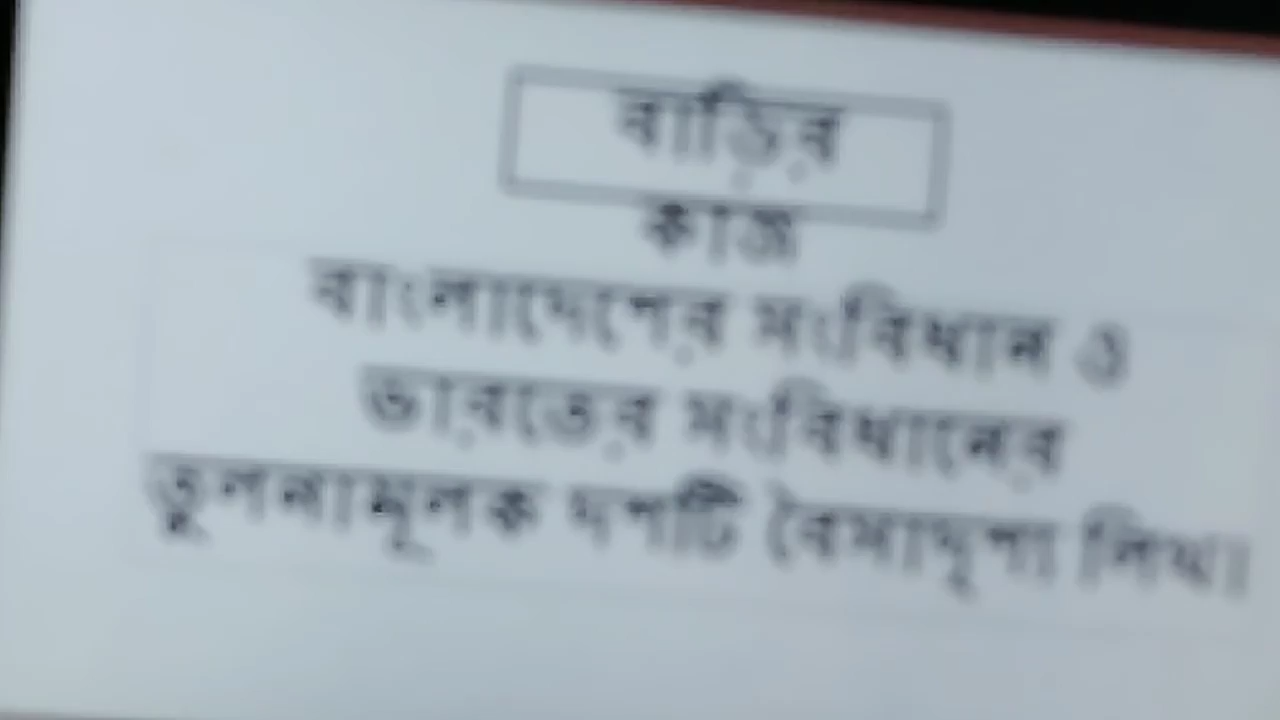 বাড়ির
কাজ
বাংলাদেশের সংবিধান ও
ভারতের সংবিধানের
তুলনামূলক দশটি বৈসাদৃশ্য লিখ।